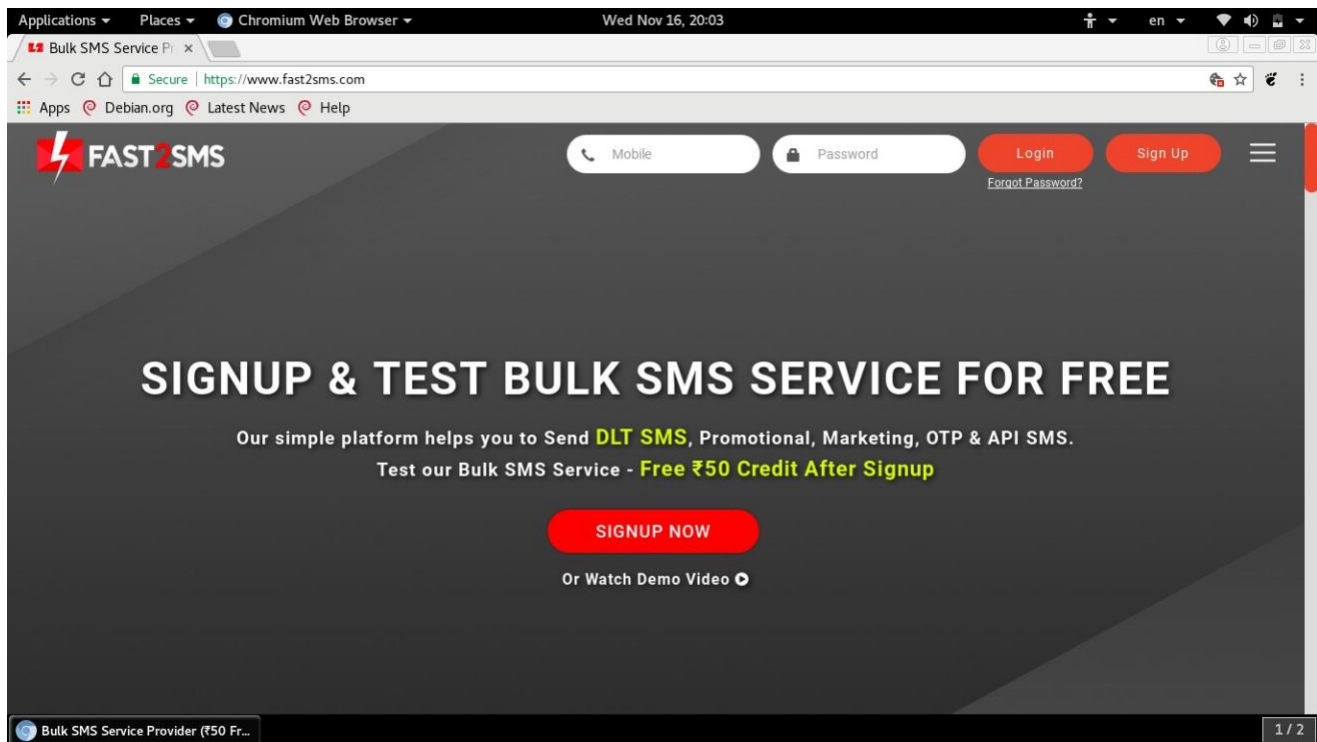 Applications Places Chromium Web Browser Wed Nov 16, 20:03 en
Bulk SMS Service Pr
Secure https://www.fast2sms.com
Apps Debian.org Latest News Help
FAST2SMS Mobile Password Login Sign Up
Forgot Password?
SIGNUP & TEST BULK SMS SERVICE FOR FREE
Our simple platform helps you to Send DLT SMS, Promotional, Marketing, OTP & API SMS.
Test our Bulk SMS Service - Free ₹50 Credit After Signup
SIGNUP NOW
Or Watch Demo Video
Bulk SMS Service Provider (₹50 Fr... 1 / 2